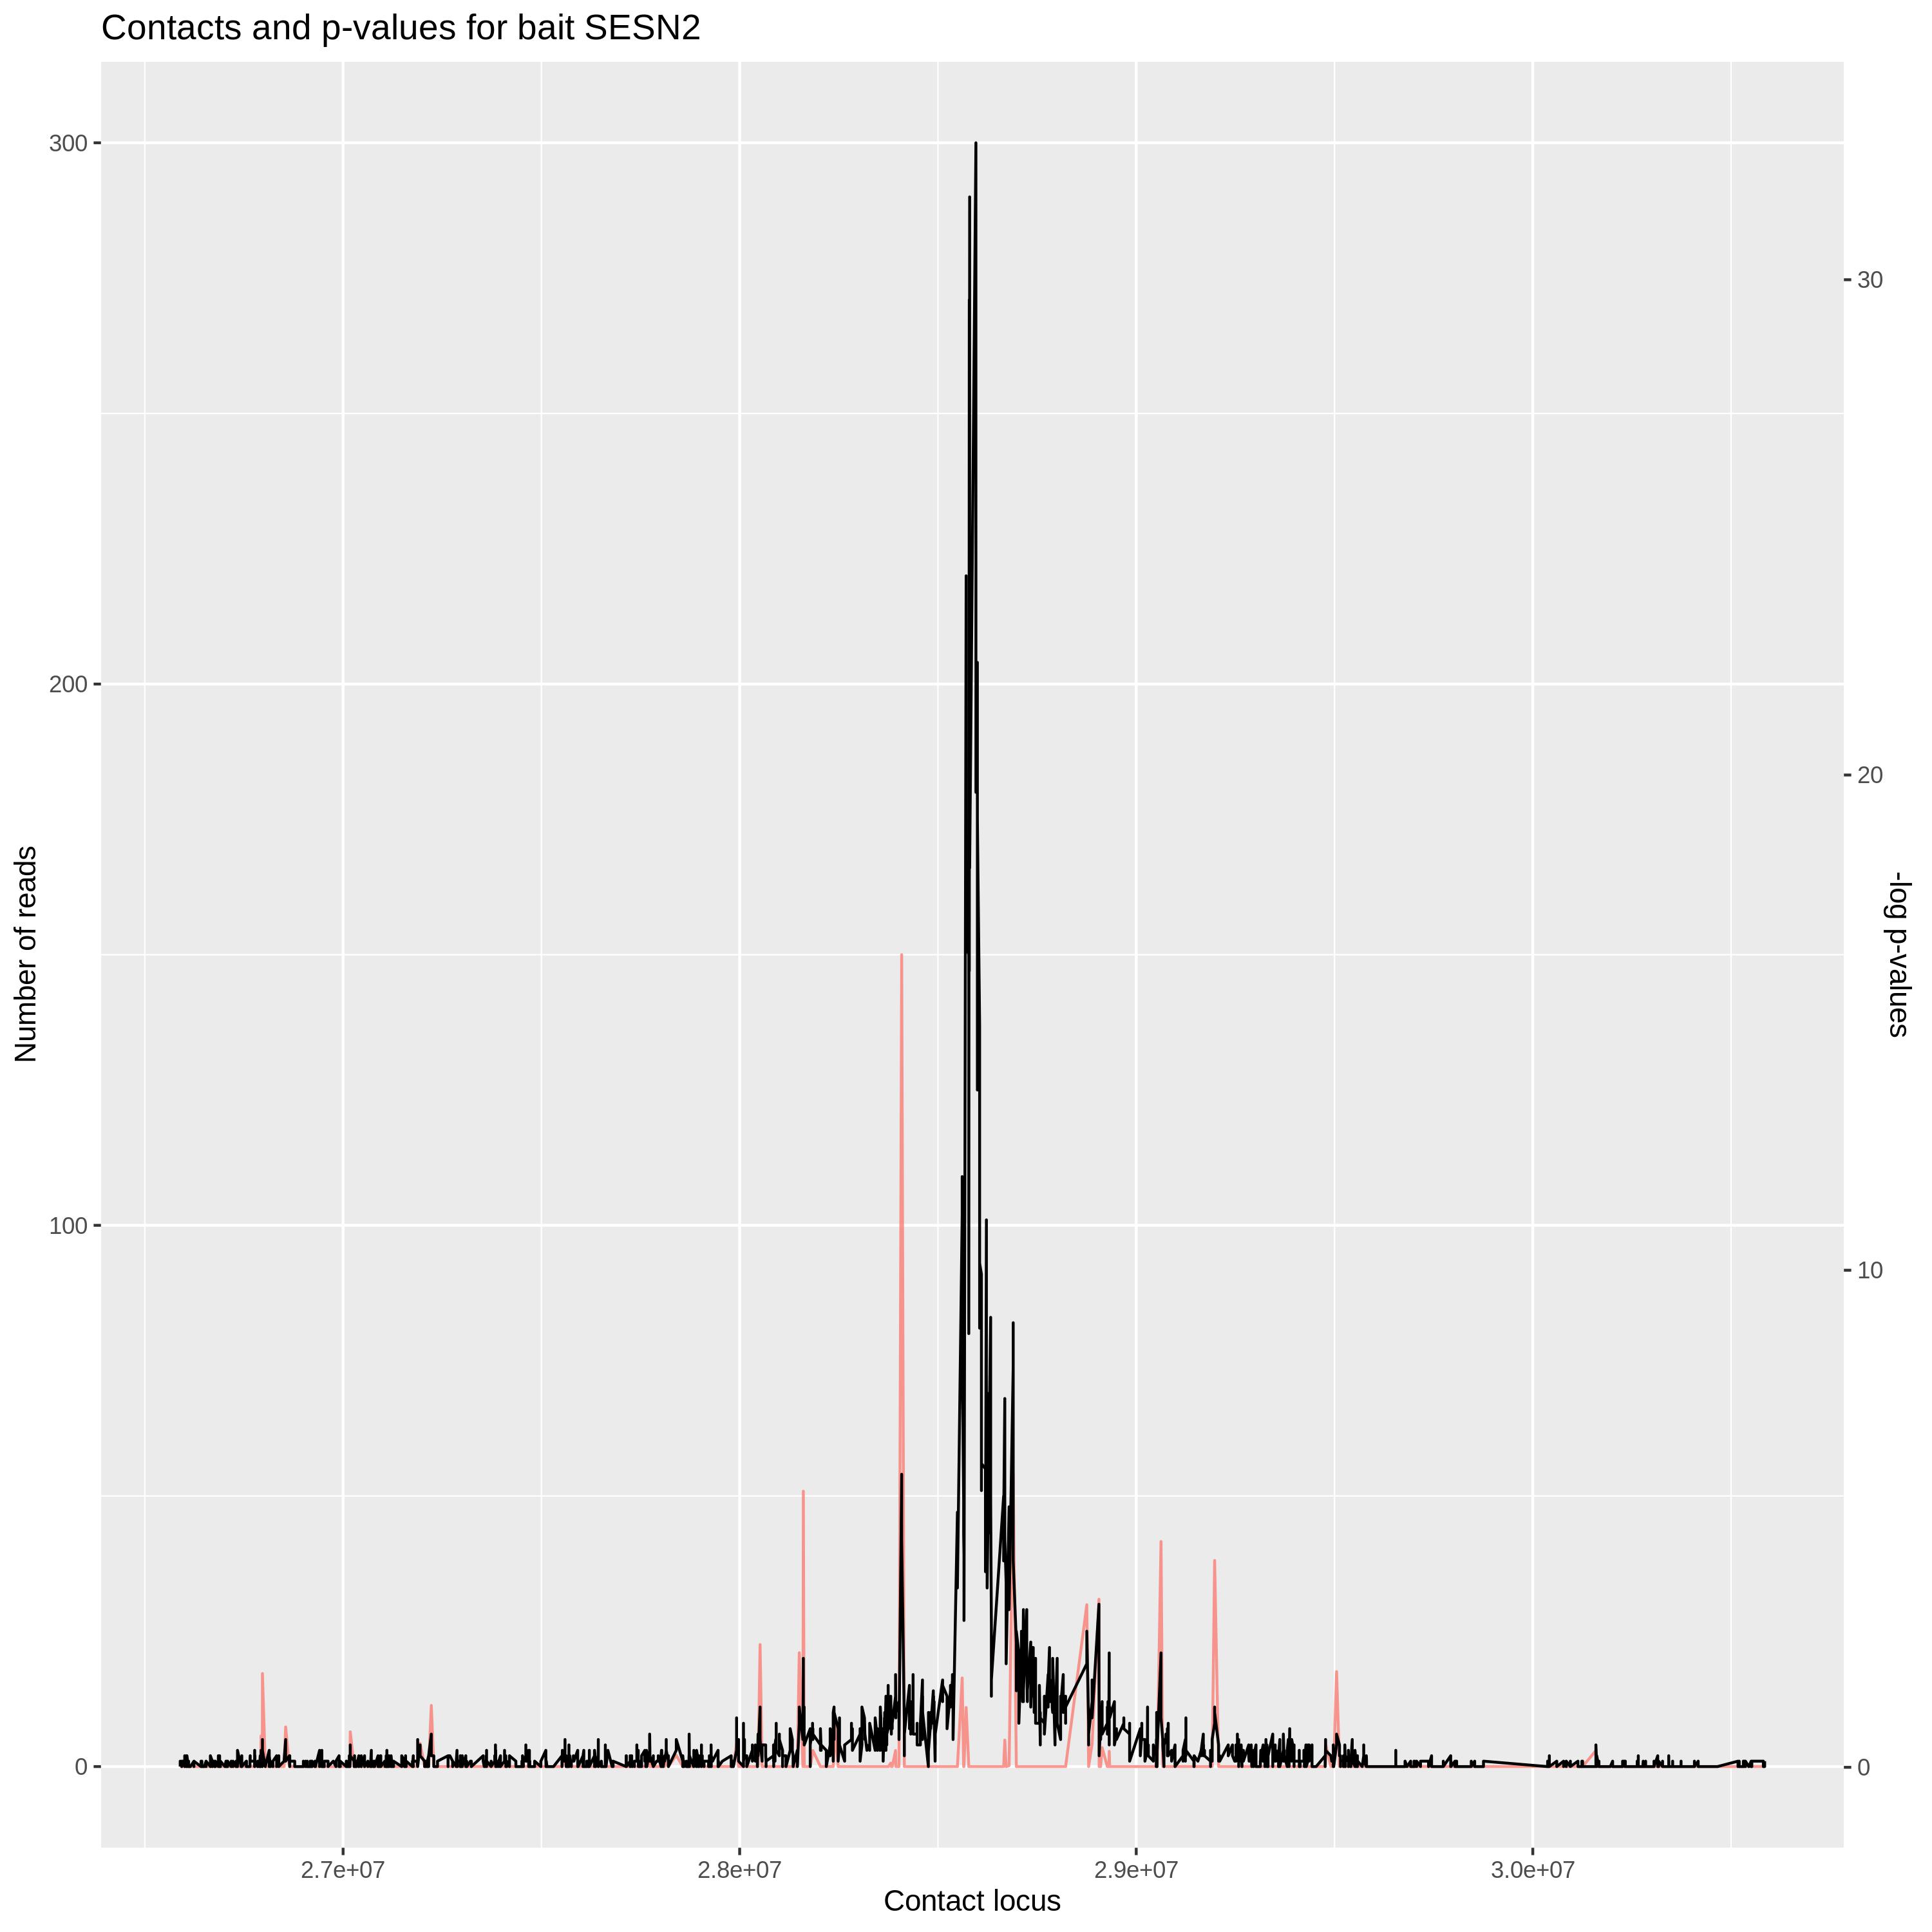 Contacts and p-values for bait SESN2
300
200
100
0
Number of reads
30
20
10
0
-log p-values
2.7e+07 2.8e+07 2.9e+07 3.0e+07
Contact locus